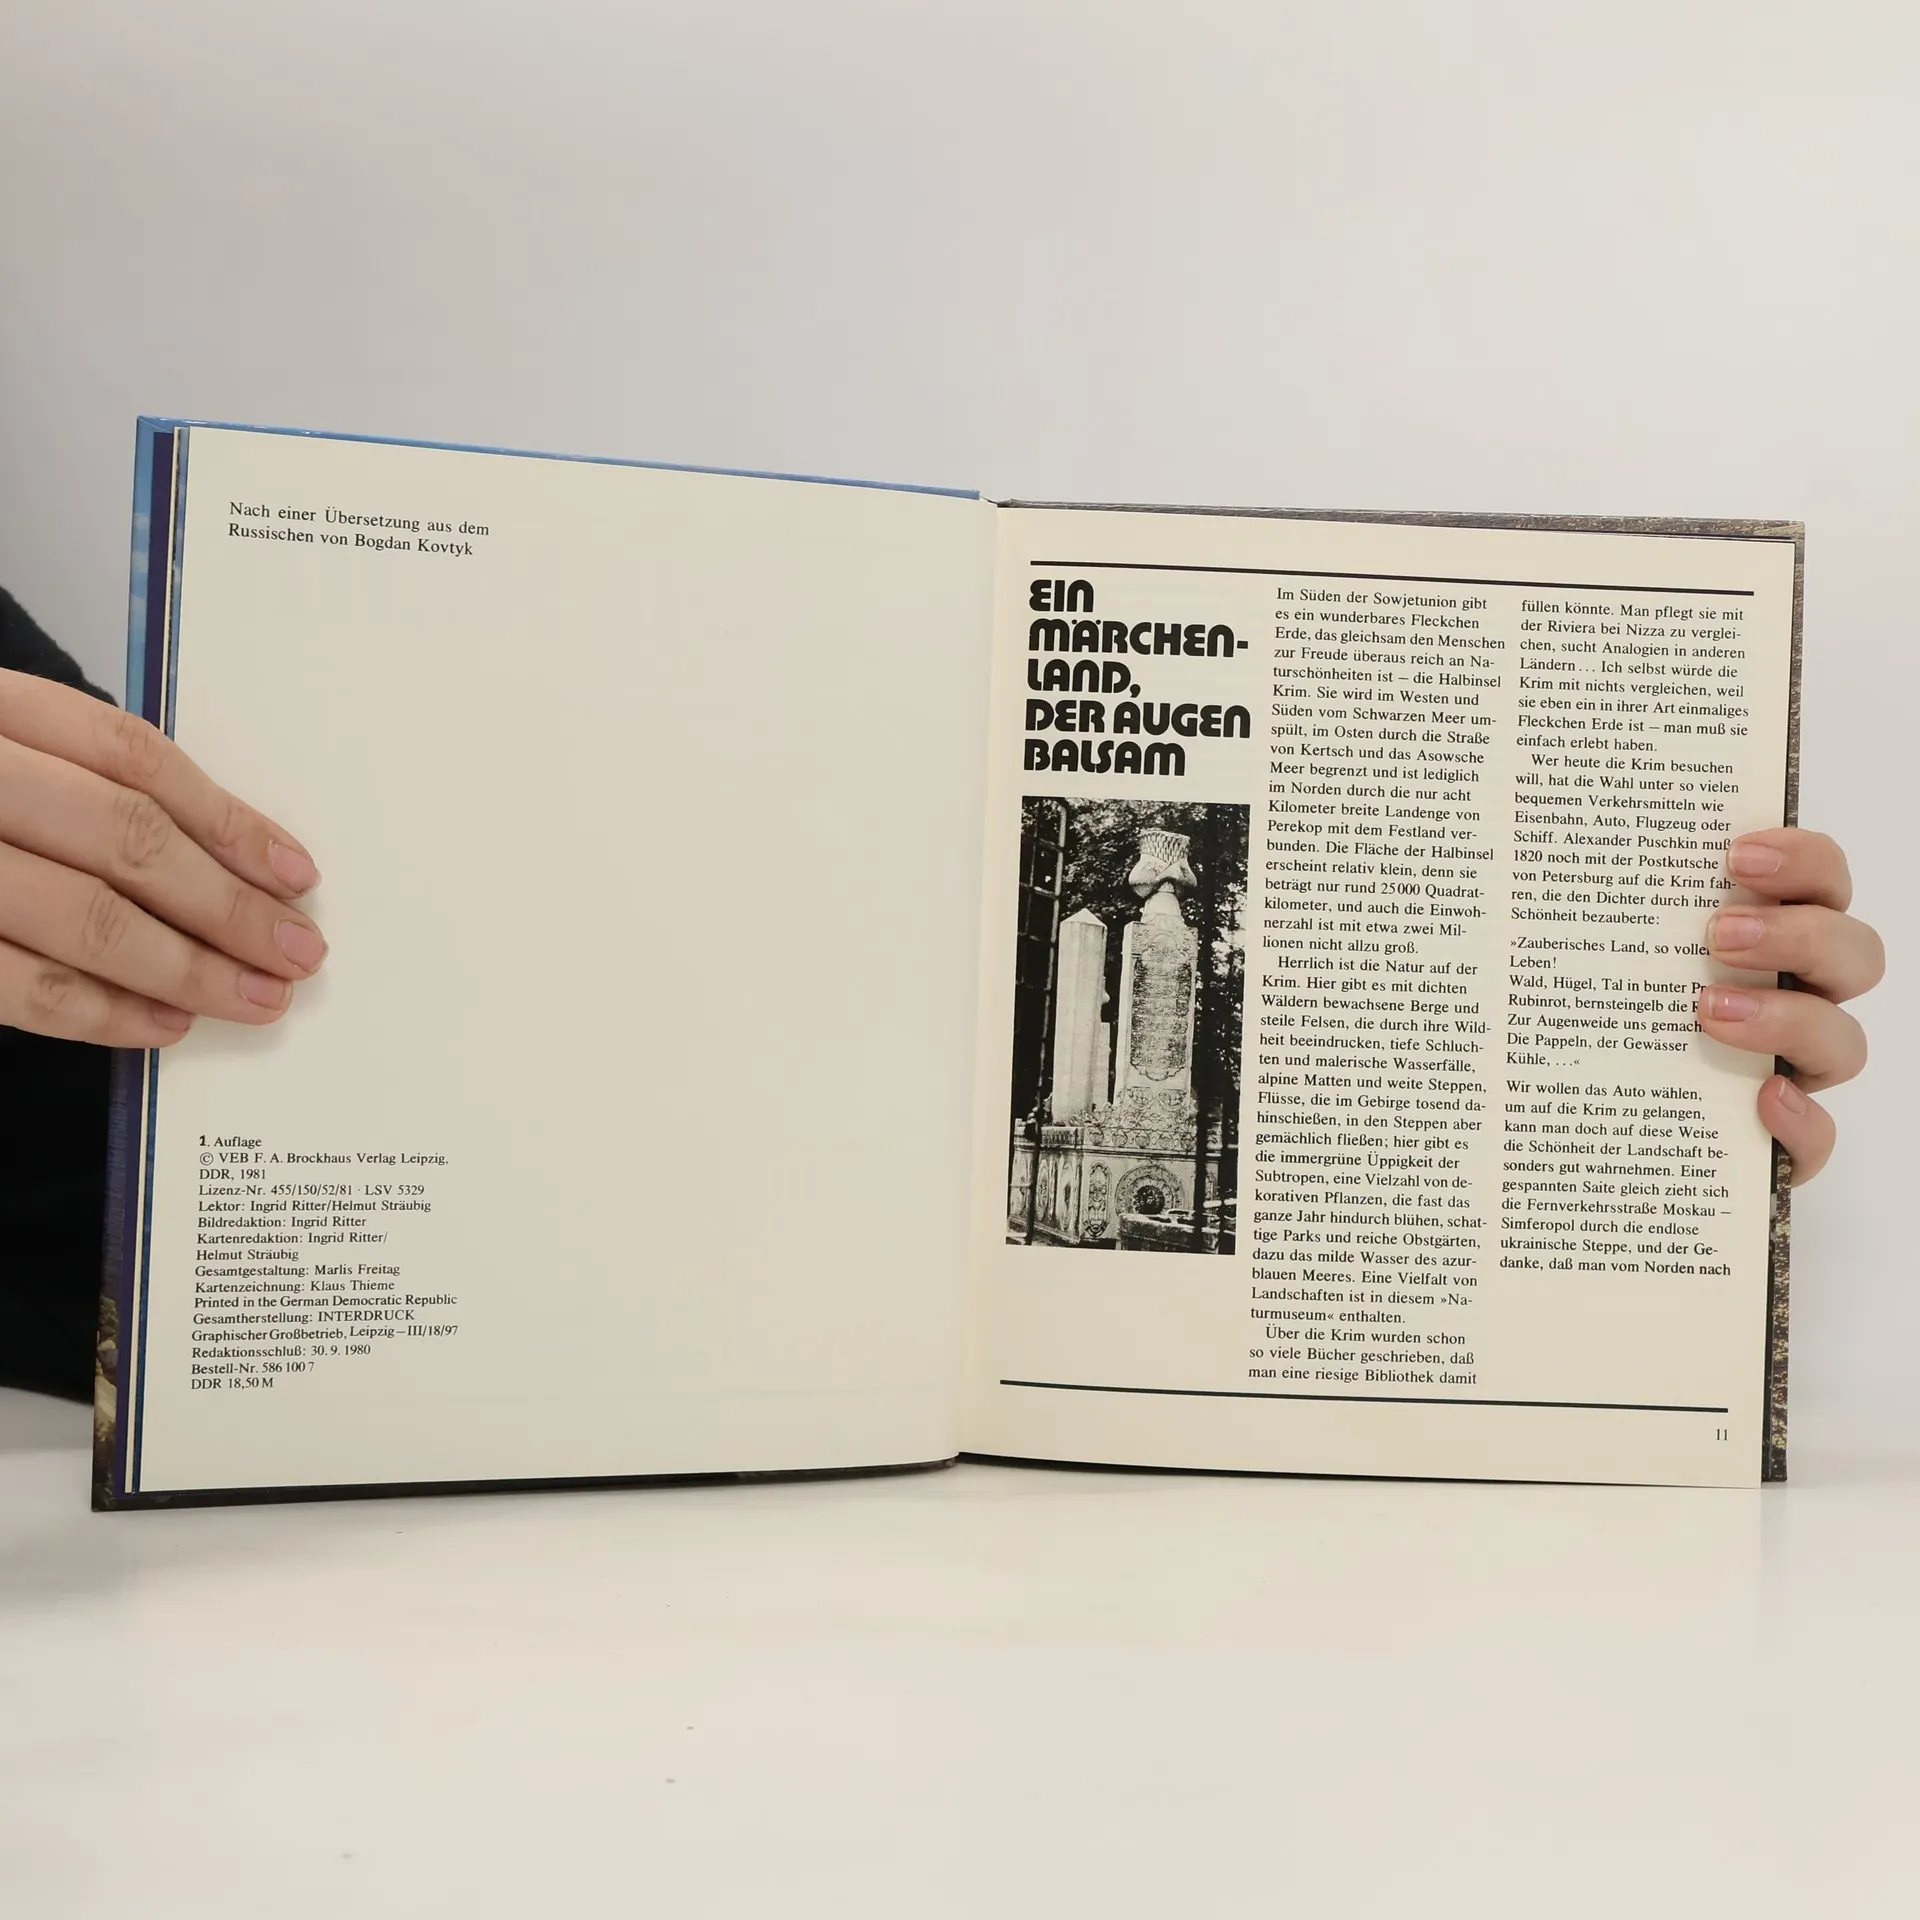 Nach einer Übersetzung aus dem
Russischen von Bogdan Kovtyk
1. Auflage
© VEB F. A. Brockhaus Verlag Leipzig,
DDR, 1981
Lizenz-Nr. 455/150/52/81 · LSV 5329
Lektor: Ingrid Ritter/Helmut Sträubig
Bildredaktion: Ingrid Ritter
Kartenredaktion: Ingrid Ritter/
Helmut Sträubig
Gesamtgestaltung: Marlis Freitag
Kartenzeichnung: Klaus Thieme
Printed in the German Democratic Republic
Gesamtherstellung: INTERDRUCK
Graphischer Großbetrieb, Leipzig – III/18/97
Redaktionsschluß: 30. 9. 1980
Bestell-Nr. 586 100 7
DDR 18,50 M
EIN
MÄRCHEN-
LAND,
DER AUGEN
BALSAM
Im Süden der Sowjetunion gibt
es ein wunderbares Fleckchen
Erde, das gleichsam den Menschen
zur Freude überaus reich an Na-
turschönheiten ist – die Halbinsel
Krim. Sie wird im Westen und
Süden vom Schwarzen Meer um-
spült, im Osten durch die Straße
von Kertsch und das Asowsche
Meer begrenzt und ist lediglich
im Norden durch die nur acht
Kilometer breite Landenge von
Perekop mit dem Festland ver-
bunden. Die Fläche der Halbinsel
erscheint relativ klein, denn sie
beträgt nur rund 25 000 Quadrat-
kilometer, und auch die Einwoh-
nerzahl ist mit etwa zwei Mil-
lionen nicht allzu groß.
Herrlich ist die Natur auf der
Krim. Hier gibt es mit dichten
Wäldern bewachsene Berge und
steile Felsen, die durch ihre Wild-
heit beeindrucken, tiefe Schluch-
ten und malerische Wasserfälle,
alpine Matten und weite Steppen,
Flüsse, die im Gebirge tosend da-
hinschießen, in den Steppen aber
gemächlich fließen; hier gibt es
die immergrüne Üppigkeit der
Subtropen, eine Vielzahl von de-
korativen Pflanzen, die fast das
ganze Jahr hindurch blühen, schat-
tige Parks und reiche Obstgärten,
dazu das milde Wasser des azur-
blauen Meeres. Eine Vielfalt von
Landschaften ist in diesem »Na-
turmuseum« enthalten.
Über die Krim wurden schon
so viele Bücher geschrieben, daß
man eine riesige Bibliothek damit
füllen könnte. Man pflegt sie mit
der Riviera bei Nizza zu verglei-
chen, sucht Analogien in anderen
Ländern ... Ich selbst würde die
Krim mit nichts vergleichen, weil
sie eben ein in ihrer Art einmaliges
Fleckchen Erde ist – man muß sie
einfach erlebt haben.
Wer heute die Krim besuchen
will, hat die Wahl unter so vielen
bequemen Verkehrsmitteln wie
Eisenbahn, Auto, Flugzeug oder
Schiff. Alexander Puschkin
1820 noch mit der Postkutsche
von Petersburg auf die Krim fah-
ren, die den Dichter durch ihre
Schönheit bezauberte:
»Zauberisches Land, so
Leben!
Wald, Hügel, Tal in bunter
Rubinrot, bernsteingelb die
Zur Augenweide uns
Die Pappeln, der Gewässer
Kühle, ...«
Wir wollen das Auto wählen,
um auf die Krim zu gelangen,
kann man doch auf diese Weise
die Schönheit der Landschaft be-
sonders gut wahrnehmen. Einer
gespannten Saite gleich zieht sich
die Fernverkehrsstraße Moskau –
Simferopol durch die endlose
ukrainische Steppe, und der Ge-
danke, daß man vom Norden nach
11